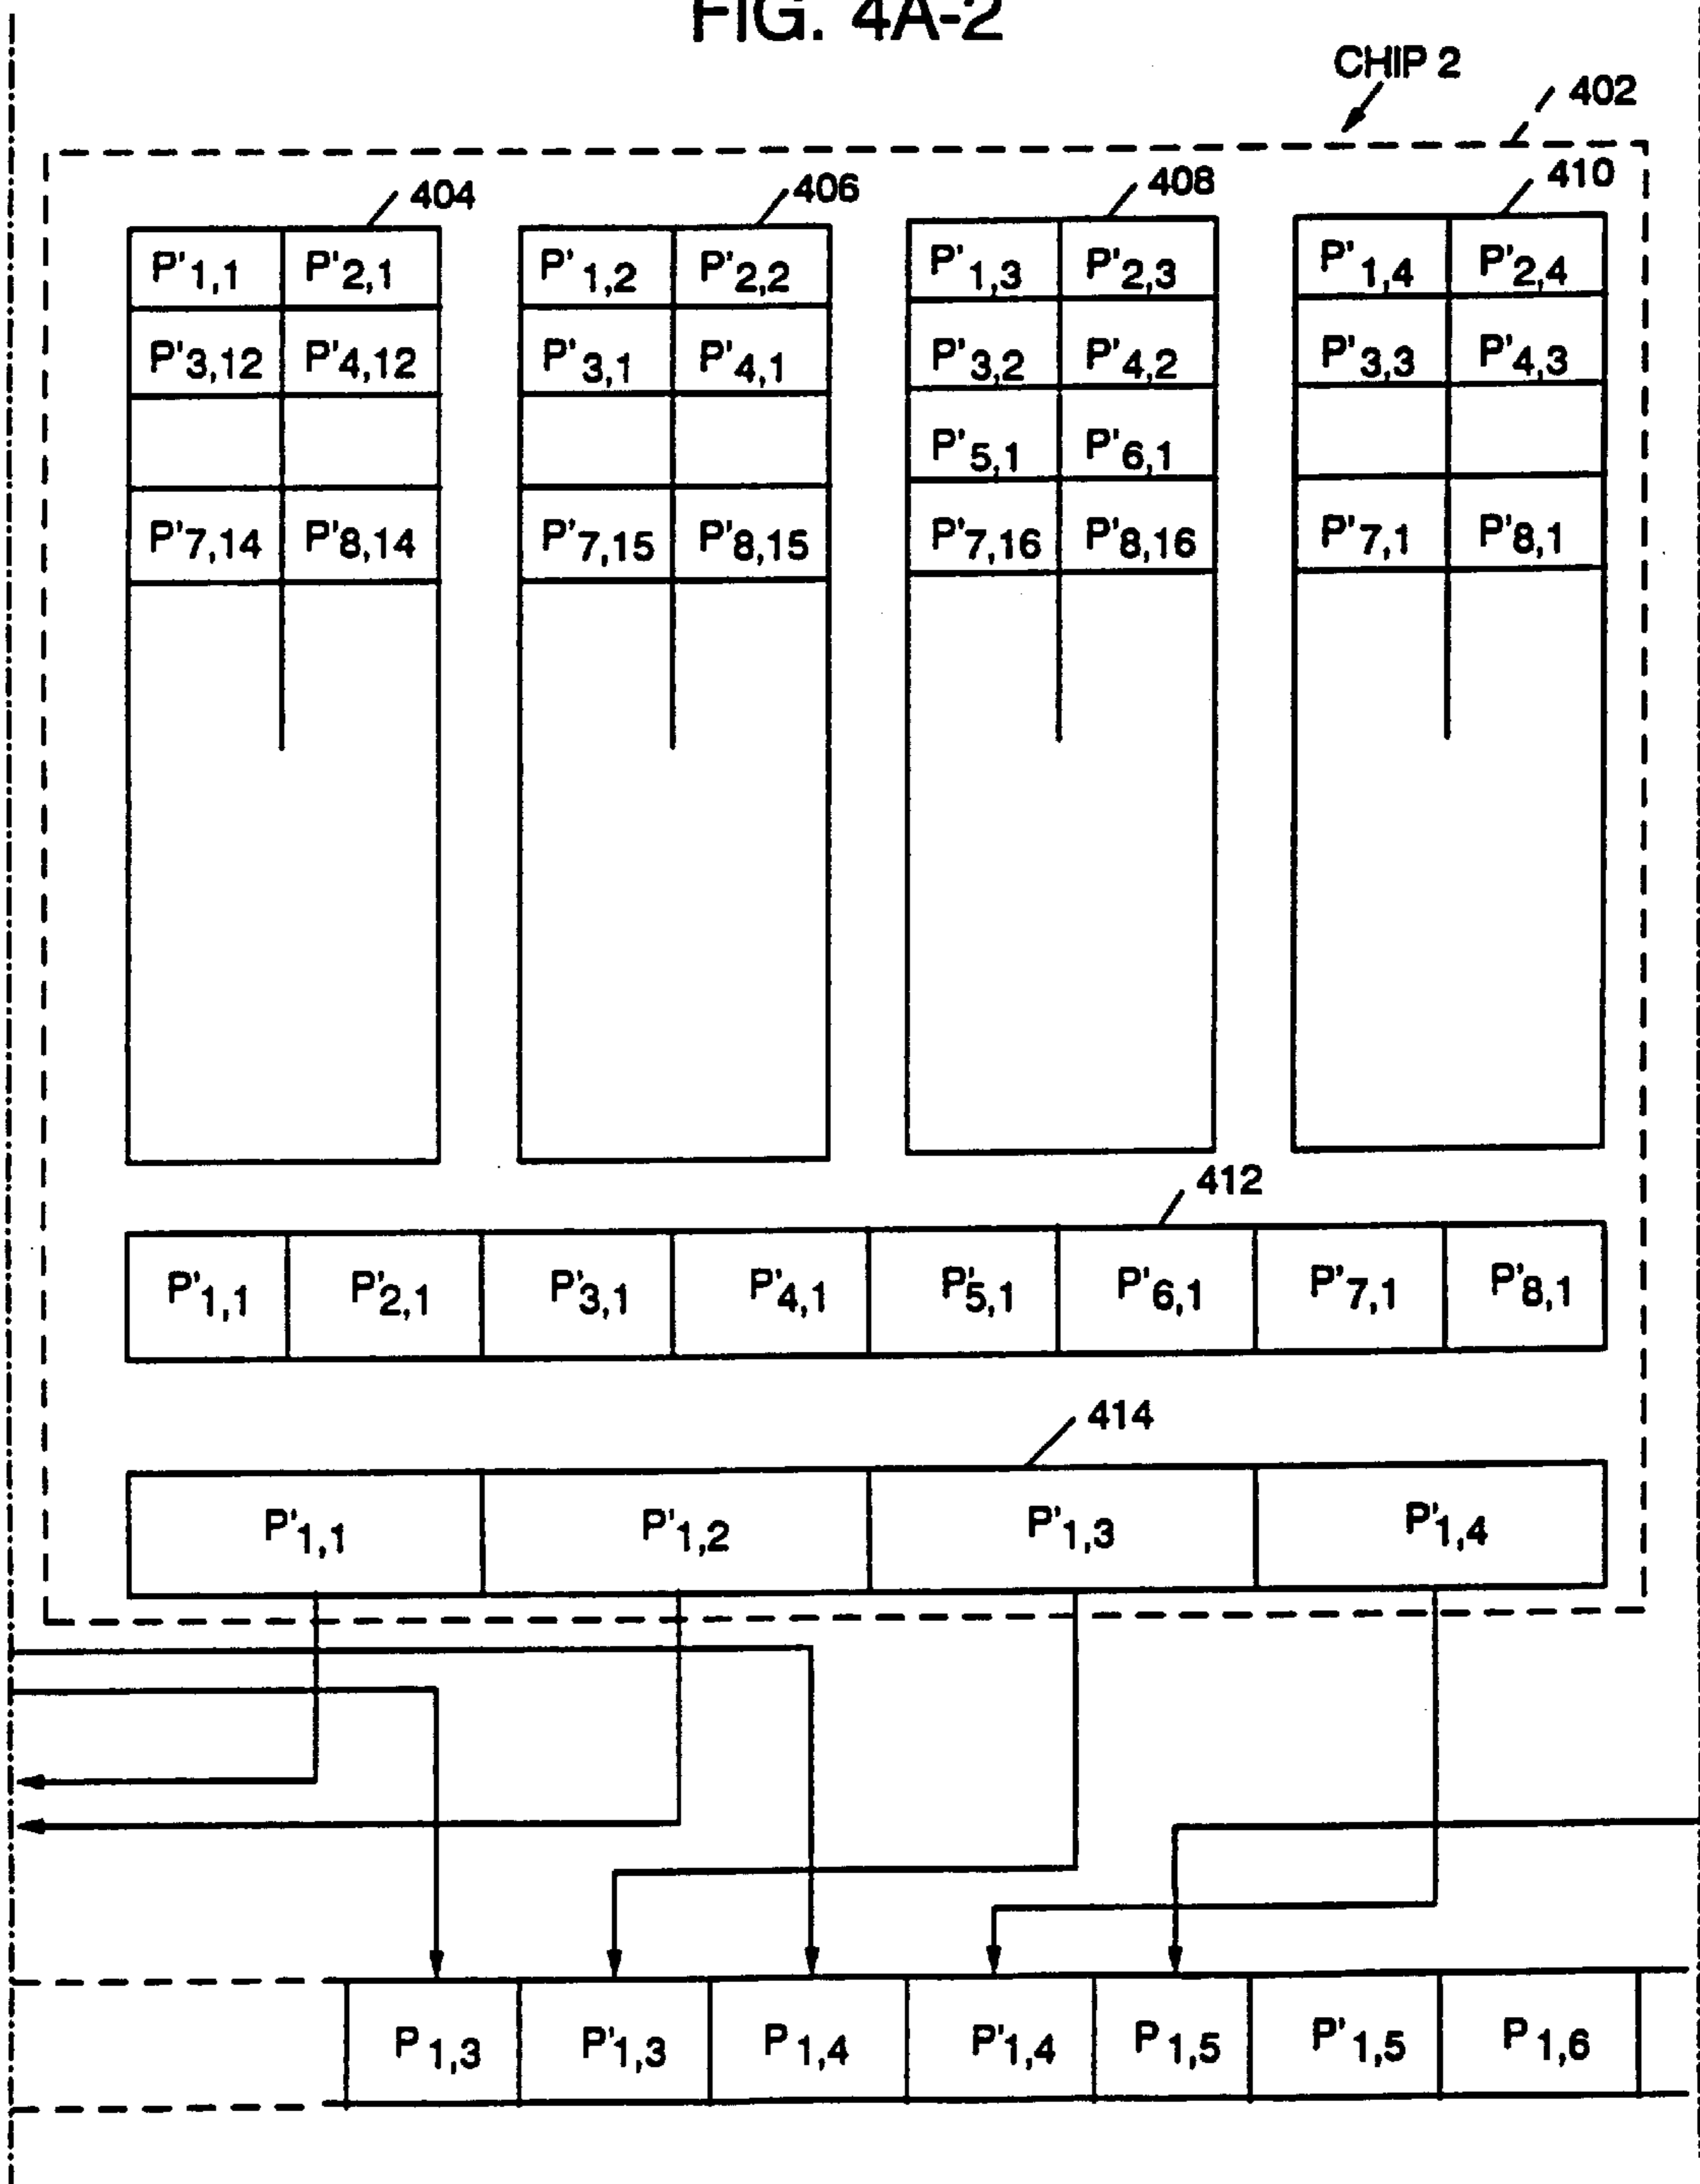 FIG. 4A-2
CHIP 2
402
404 406 408 410
P'1,1 P'2,1 P'1,2 P'2,2 P'1,3 P'2,3 P'1,4 P'2,4
P'3,12 P'4,12 P'3,1 P'4,1 P'3,2 P'4,2 P'3,3 P'4,3
P'5,1 P'6,1
P'7,14 P'8,14 P'7,15 P'8,15 P'7,16 P'8,16 P'7,1 P'8,1
412
P'1,1 P'2,1 P'3,1 P'4,1 P'5,1 P'6,1 P'7,1 P'8,1
414
P'1,1 P'1,2 P'1,3 P'1,4
P1,3 P'1,3 P1,4 P'1,4 P1,5 P'1,5 P1,6